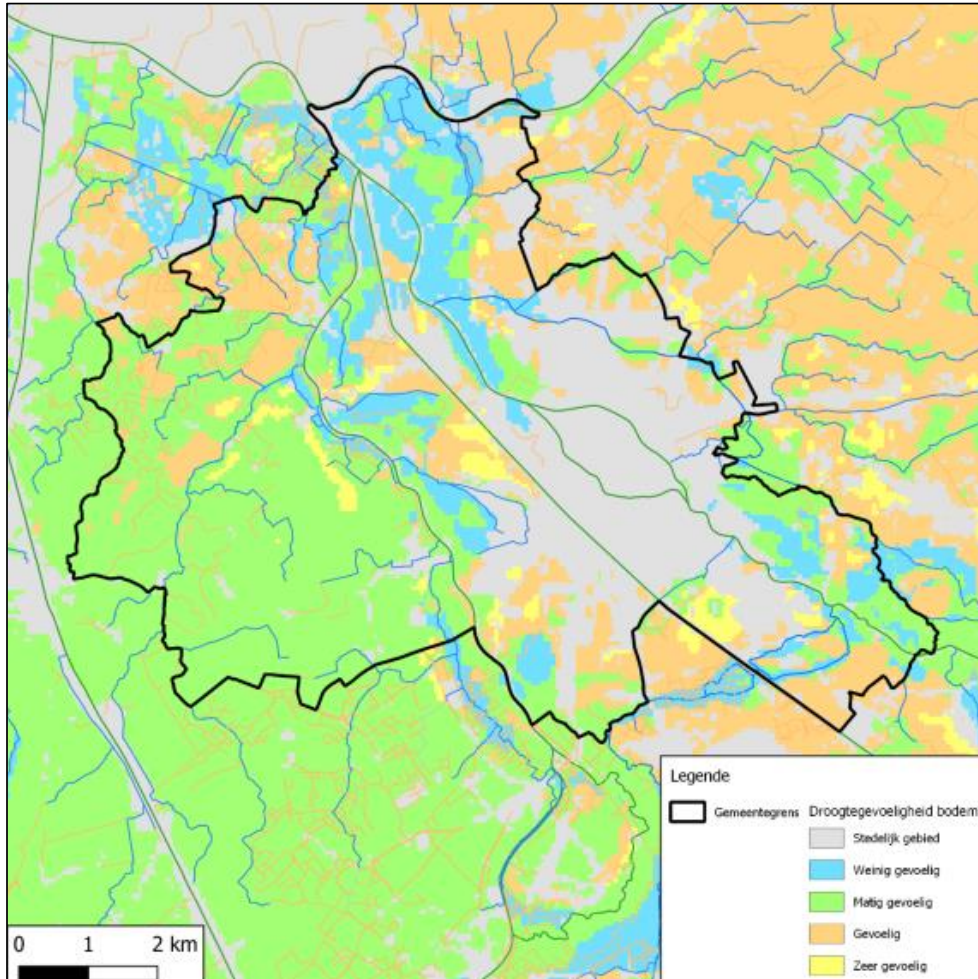 Legende
Gemeentegrens
Droogtegevoeligheid bodem
Stedelijk gebied
Weinig gevoelig
Matig gevoelig
Gevoelig
Zeer gevoelig
0 1 2 km